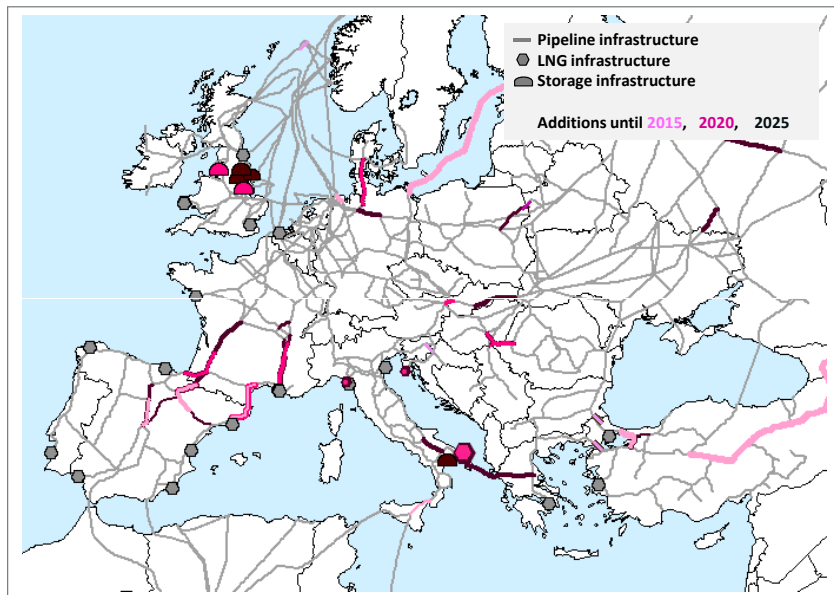 Pipeline infrastructure
LNG infrastructure
Storage infrastructure
Additions until 2015, 2020, 2025